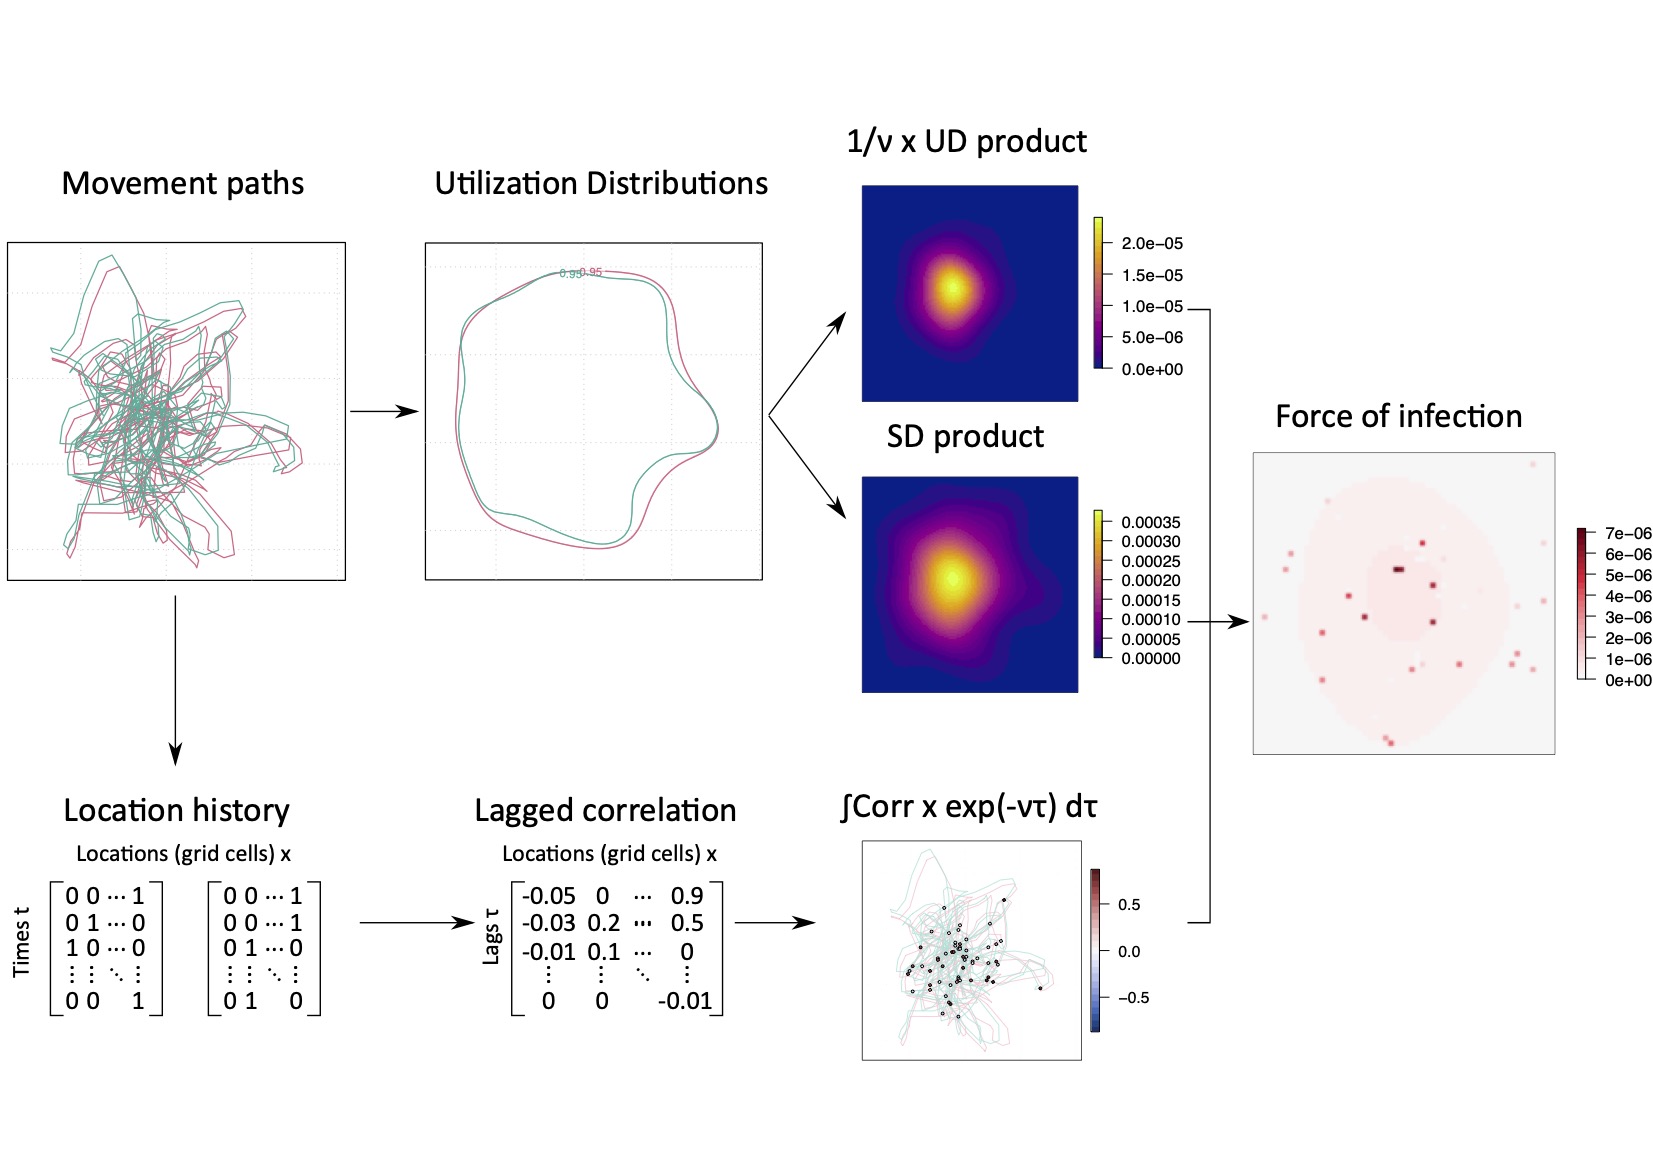 1/ν x UD product
Movement paths
Utilization Distributions
0.95
0.95
2.0e−05
1.5e−05
1.0e−05
5.0e−06
0.0e+00
SD product
0.00035
0.00030
0.00025
0.00020
0.00015
0.00010
0.00005
0.00000
Force of infection
7e−06
6e−06
5e−06
4e−06
3e−06
2e−06
1e−06
0e+00
Location history
Locations (grid cells) x
Times t
0 0 ··· 1
0 1 ··· 0
1 0 ··· 0
⋮ ⋮ ⋱ ⋮
0 0 1
0 0 ··· 1
0 0 ··· 1
0 1 ··· 0
⋮ ⋮ ⋱ ⋮
0 1 0
Lagged correlation
Locations (grid cells) x
Lags τ
-0.05 0 ··· 0.9
-0.03 0.2 ··· 0.5
-0.01 0.1 ··· 0
⋮ ⋮ ⋱ ⋮
0 0 -0.01
∫Corr x exp(-ντ) dτ
0.5
0.0
−0.5